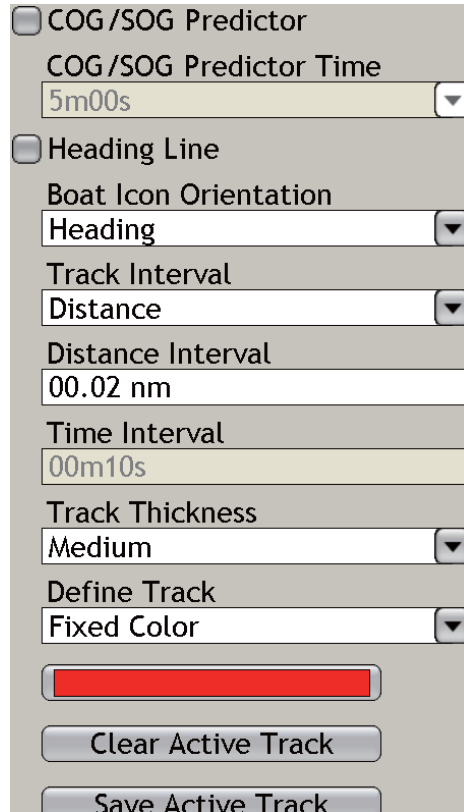 COG/SOG Predictor
COG/SOG Predictor Time
5m00s
Heading Line
Boat Icon Orientation
Heading
Track Interval
Distance
Distance Interval
00.02 nm
Time Interval
00m10s
Track Thickness
Medium
Define Track
Fixed Color
Clear Active Track
Save Active Track